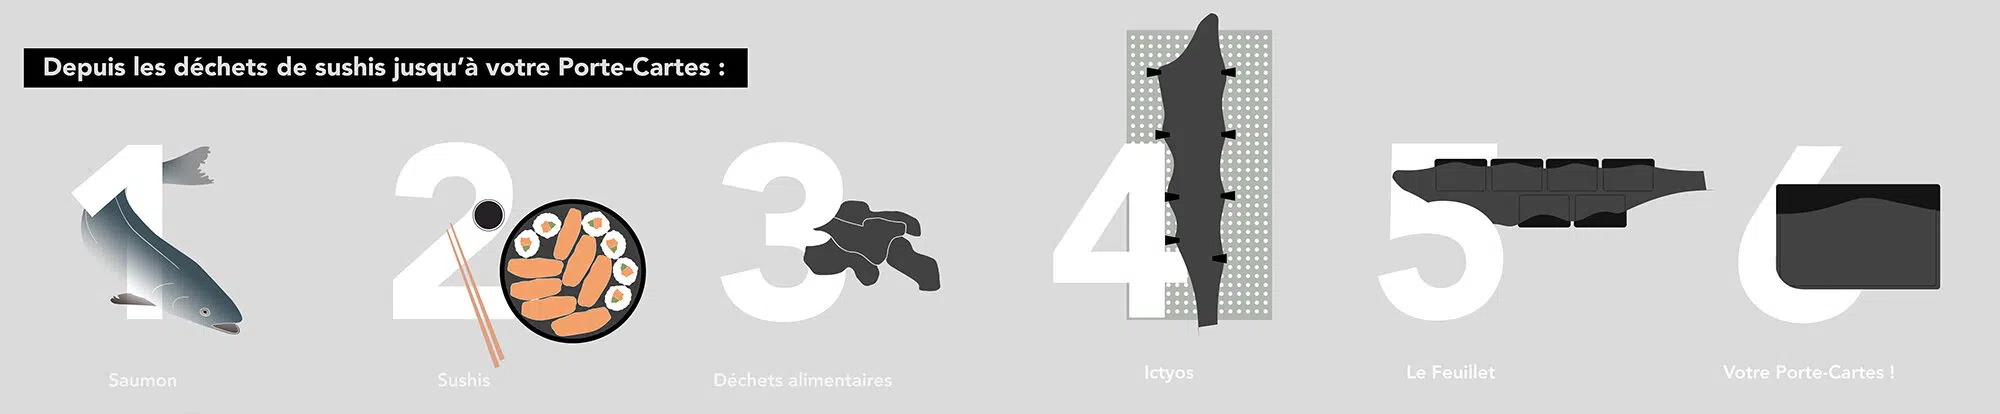 Depuis les déchets de sushis jusqu'à votre Porte-Cartes :
1 2 3 4 5 6
Saumon
Sushis
Déchets alimentaires
Ictyos
Le Feuillet
Votre Porte-Cartes !